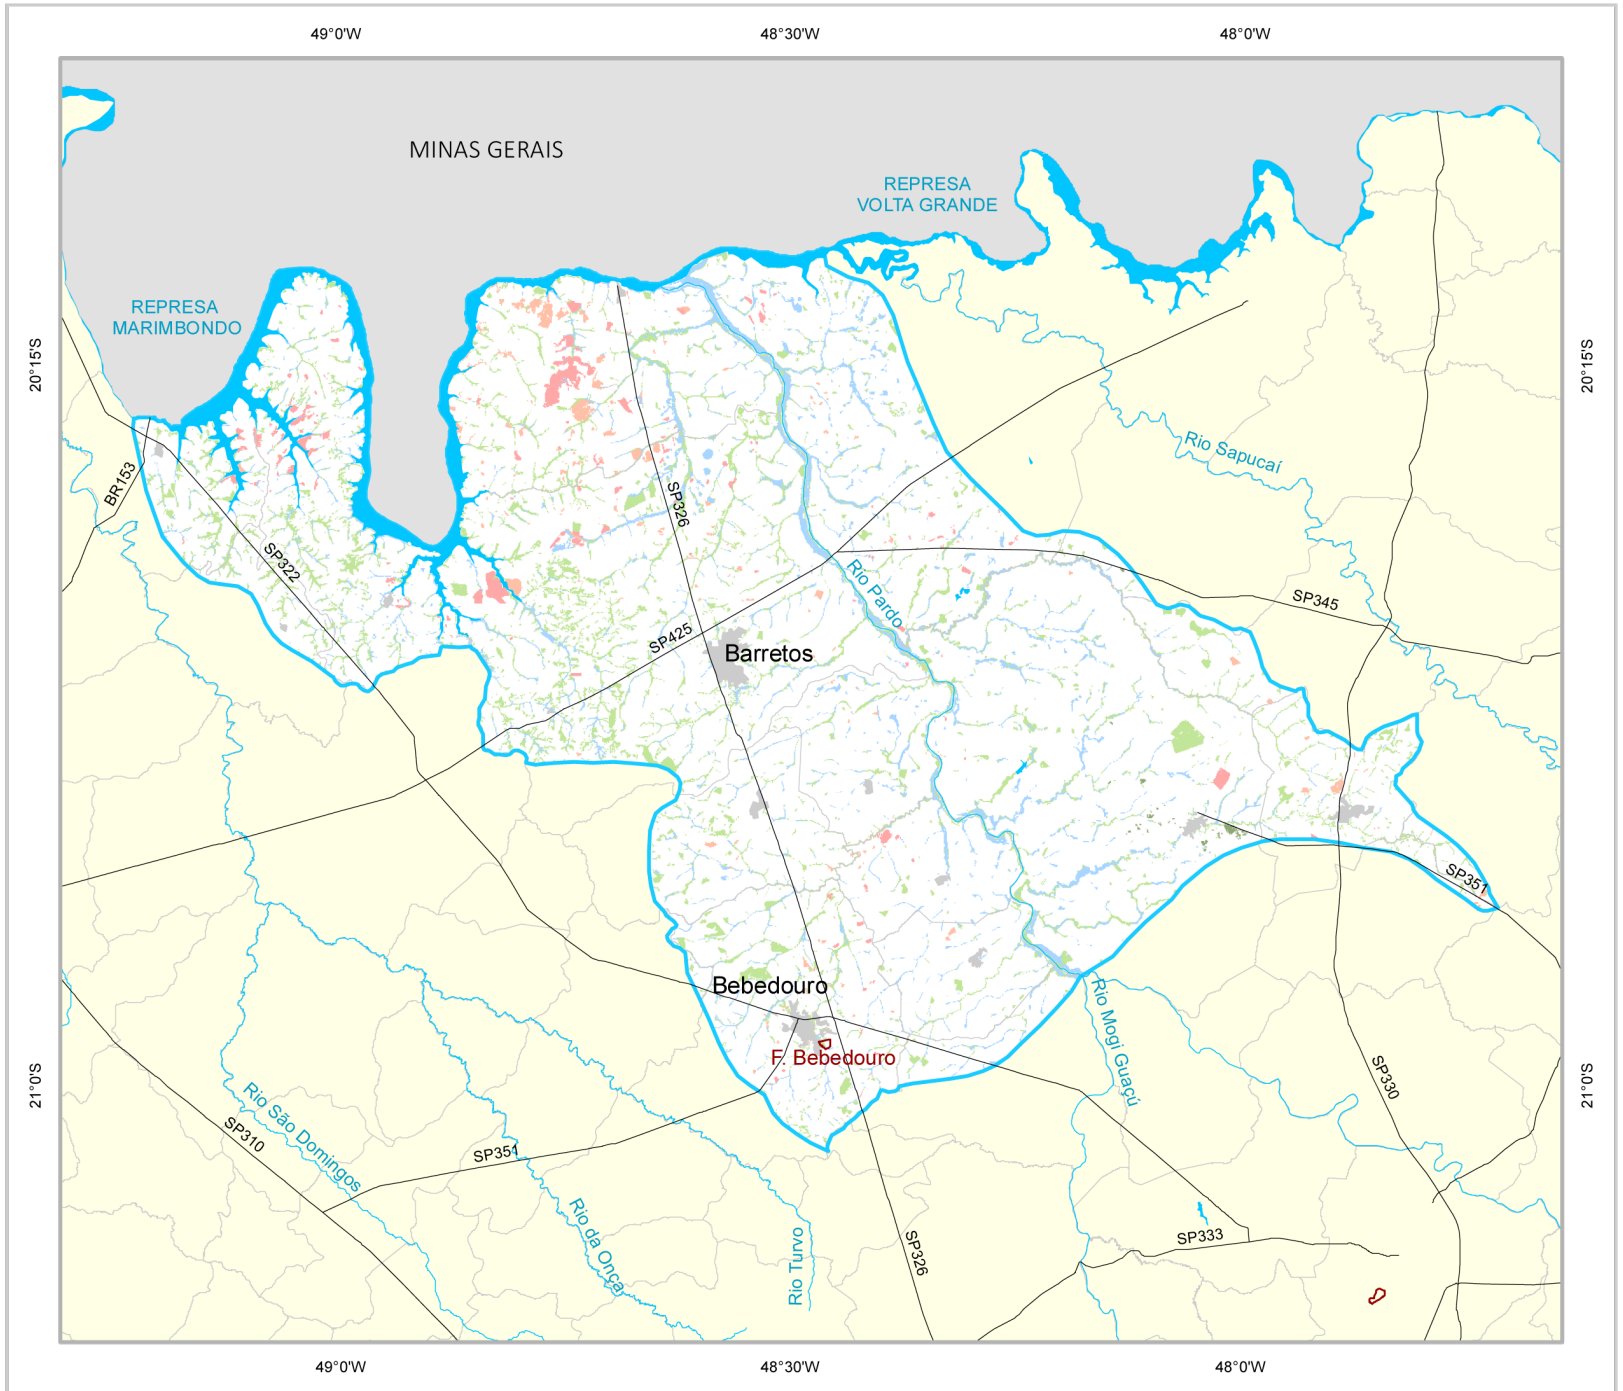 49°0'W
48°30'W
48°0'W
MINAS GERAIS
REPRESA
VOLTA GRANDE
REPRESA
MARIMBONDO
20°15'S
20°15'S
Rio Sapucaí
BR153
SP326
SP322
Rio Pardo
SP345
SP425
Barretos
SP351
Bebedouro
F. Bebedouro
Rio Mogi Guaçú
SP330
21°0'S
21°0'S
Rio São Domingos
SP310
SP351
Rio da Onça
Rio Turvo
SP326
SP333
49°0'W
48°30'W
48°0'W